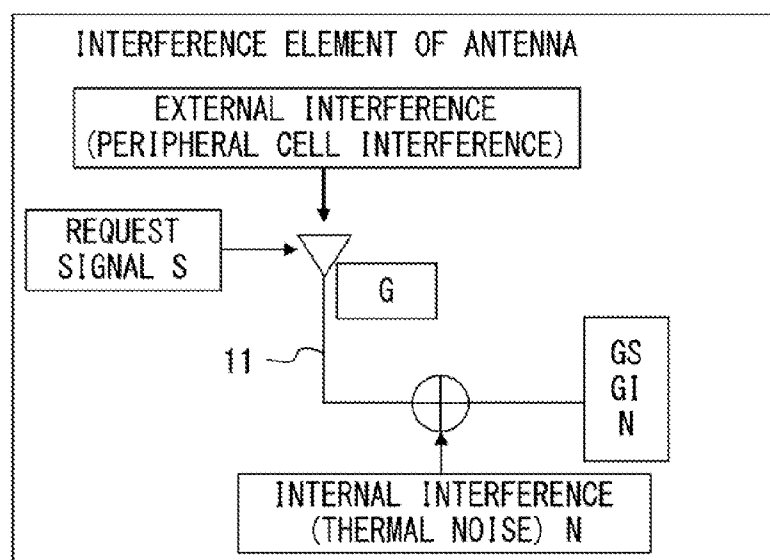 INTERFERENCE ELEMENT OF ANTENNA
EXTERNAL INTERFERENCE
(PERIPHERAL CELL INTERFERENCE)
REQUEST
SIGNAL S
G
11
GS
GI
N
INTERNAL INTERFERENCE
(THERMAL NOISE) N